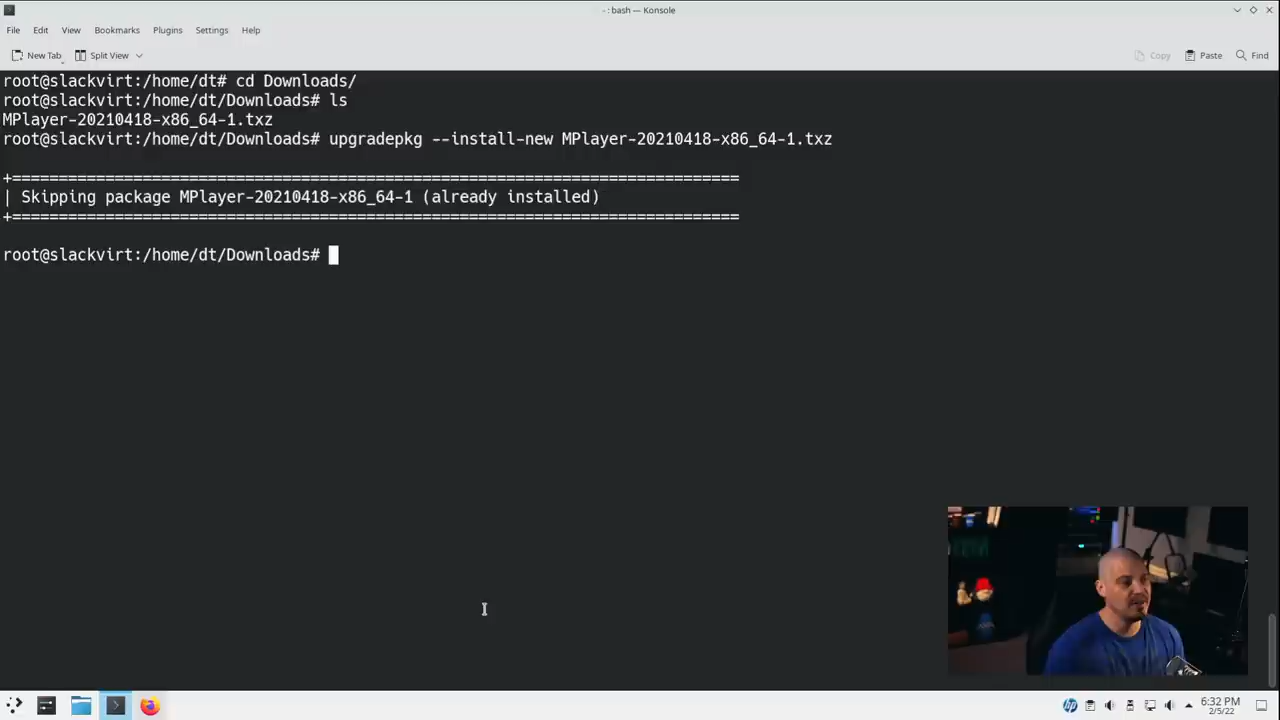 - : bash — Konsole
File Edit View Bookmarks Plugins Settings Help
New Tab Split View Copy Paste Find
root@slackvirt:/home/dt# cd Downloads/
root@slackvirt:/home/dt/Downloads# ls
MPlayer-20210418-x86_64-1.txz
root@slackvirt:/home/dt/Downloads# upgradepkg --install-new MPlayer-20210418-x86_64-1.txz
+==============================================================================
| Skipping package MPlayer-20210418-x86_64-1 (already installed)
+==============================================================================
root@slackvirt:/home/dt/Downloads#
6:32 PM
2/5/22